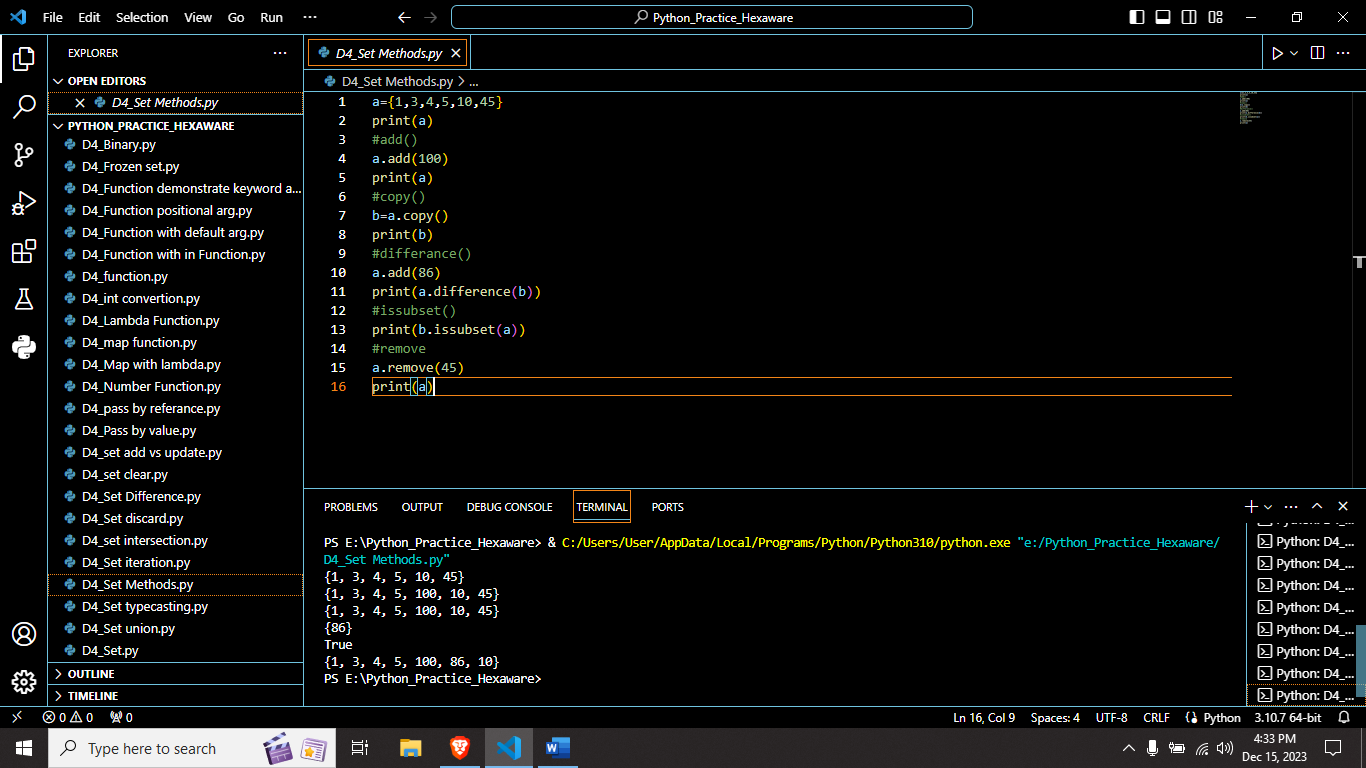 File Edit Selection View Go Run ··· Python_Practice_Hexaware
EXPLORER ···
OPEN EDITORS
D4_Set Methods.py
PYTHON_PRACTICE_HEXAWARE
D4_Binary.py
D4_Frozen set.py
D4_Function demonstrate keyword a...
D4_Function positional arg.py
D4_Function with default arg.py
D4_Function with in Function.py
D4_function.py
D4_int convertion.py
D4_Lambda Function.py
D4_map function.py
D4_Map with lambda.py
D4_Number Function.py
D4_pass by referance.py
D4_Pass by value.py
D4_set add vs update.py
D4_set clear.py
D4_Set Difference.py
D4_Set discard.py
D4_set intersection.py
D4_Set iteration.py
D4_Set Methods.py
D4_Set typecasting.py
D4_Set union.py
D4_Set.py
OUTLINE
TIMELINE
D4_Set Methods.py
D4_Set Methods.py > ...
1 a={1,3,4,5,10,45}
2 print(a)
3 #add()
4 a.add(100)
5 print(a)
6 #copy()
7 b=a.copy()
8 print(b)
9 #differance()
10 a.add(86)
11 print(a.difference(b))
12 #issubset()
13 print(b.issubset(a))
14 #remove
15 a.remove(45)
16 print(a)
PROBLEMS OUTPUT DEBUG CONSOLE TERMINAL PORTS
PS E:\Python_Practice_Hexaware> & C:/Users/User/AppData/Local/Programs/Python/Python310/python.exe "e:/Python_Practice_Hexaware/
D4_Set Methods.py"
{1, 3, 4, 5, 10, 45}
{1, 3, 4, 5, 100, 10, 45}
{1, 3, 4, 5, 100, 10, 45}
{86}
True
{1, 3, 4, 5, 100, 86, 10}
PS E:\Python_Practice_Hexaware>
Python: D4_...
Python: D4_...
Python: D4_...
Python: D4_...
Python: D4_...
Python: D4_...
Python: D4_...
Python: D4_...
0 0 0 Ln 16, Col 9 Spaces: 4 UTF-8 CRLF Python 3.10.7 64-bit
Type here to search
4:33 PM
Dec 15, 2023